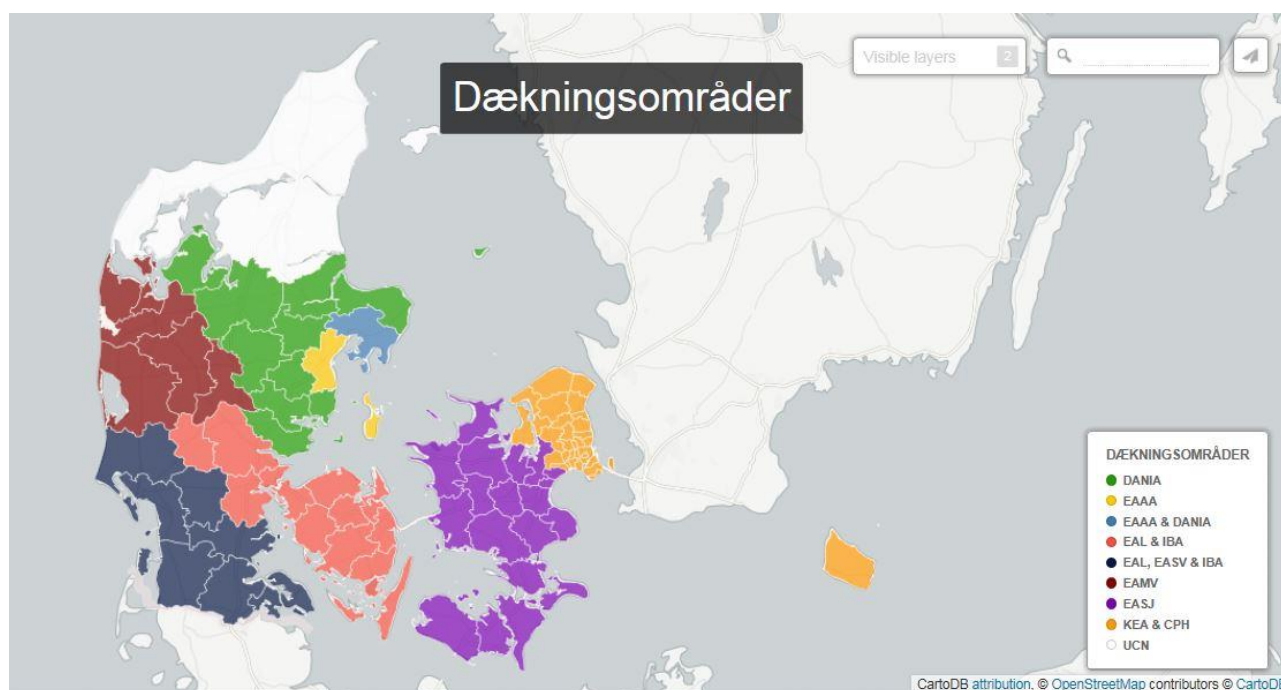 Dækningsområder
Visible layers 2
DÆKNINGSOMRÅDER
DANIA
EAAA
EAAA & DANIA
EAL & IBA
EAL, EASV & IBA
EAMV
EASJ
KEA & CPH
UCN
CartoDB attribution, © OpenStreetMap contributors © CartoDB